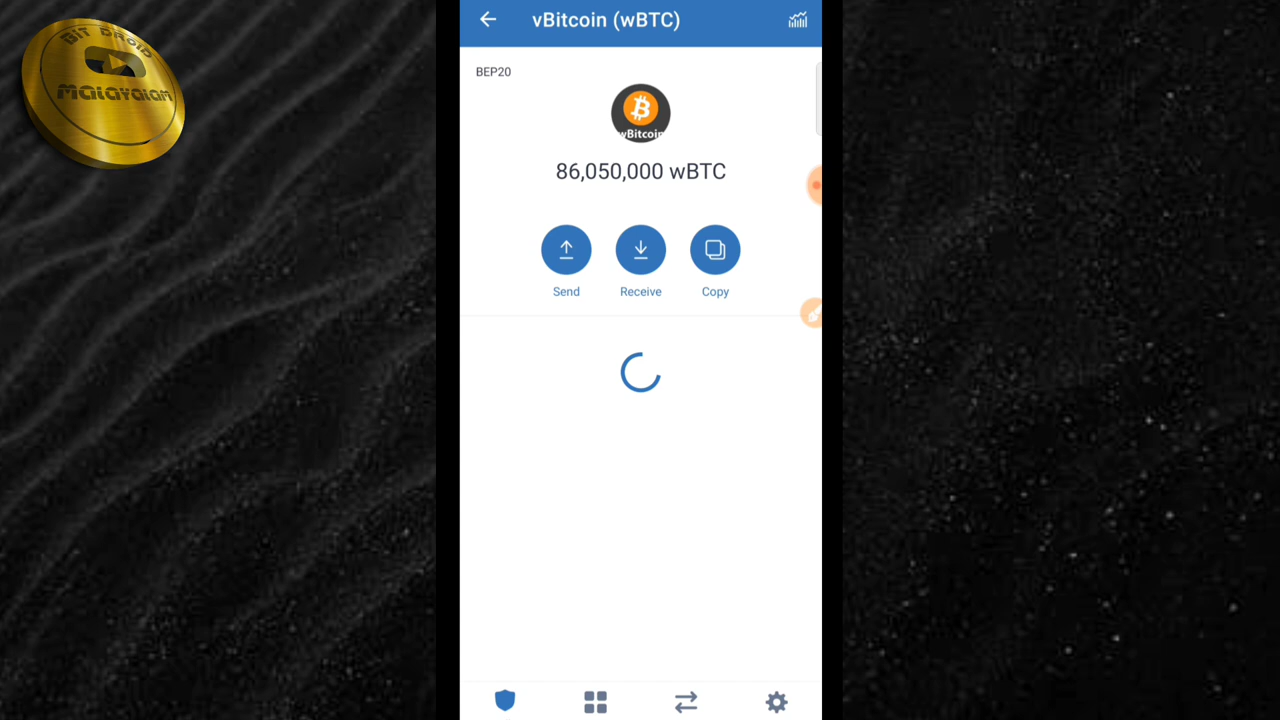 BIT DROID
MALAYALAM
vBitcoin (wBTC)
BEP20
wBitcoin
86,050,000 wBTC
Send
Receive
Copy